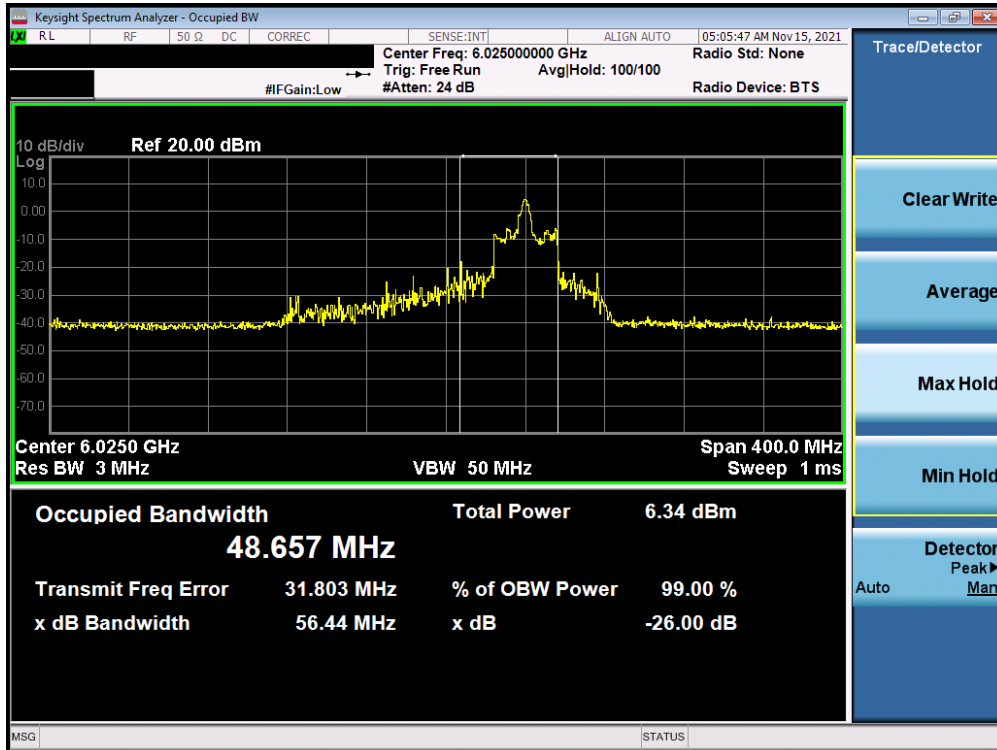 Keysight Spectrum Analyzer - Occupied BW
LXI RL RF 50 Ω DC CORREC SENSE:INT ALIGN AUTO 05:05:47 AM Nov 15, 2021
Center Freq: 6.025000000 GHz Radio Std: None
Trig: Free Run Avg|Hold: 100/100
#IFGain:Low #Atten: 24 dB Radio Device: BTS
10 dB/div Ref 20.00 dBm
Log
10.0
0.00
-10.0
-20.0
-30.0
-40.0
-50.0
-60.0
-70.0
Center 6.0250 GHz Span 400.0 MHz
Res BW 3 MHz VBW 50 MHz Sweep 1 ms
Occupied Bandwidth Total Power 6.34 dBm
48.657 MHz
Transmit Freq Error 31.803 MHz % of OBW Power 99.00 %
x dB Bandwidth 56.44 MHz x dB -26.00 dB
MSG STATUS
Trace/Detector
Clear Write
Average
Max Hold
Min Hold
Detector
Peak▶
Auto Man